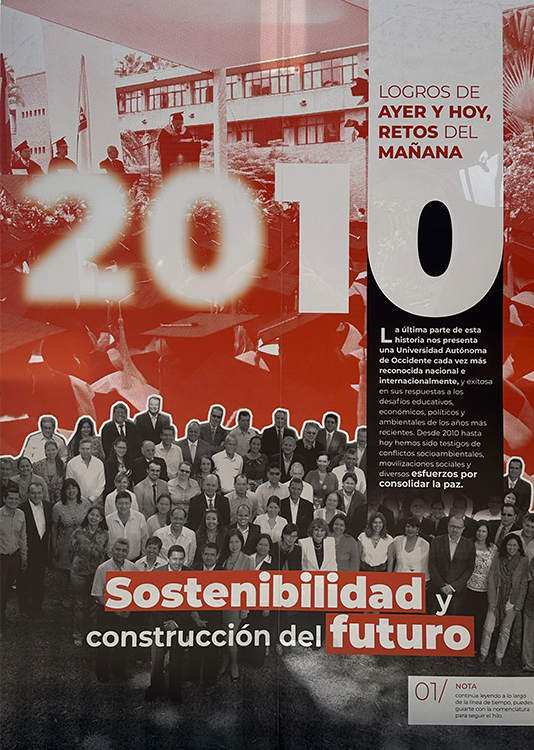 LOGROS DE
AYER Y HOY,
RETOS DEL
MAÑANA
2010
La última parte de esta
historia nos presenta
una Universidad Autónoma
de Occidente cada vez más
reconocida nacional e
internacionalmente, y exitosa
en sus respuestas a los
desafíos educativos,
económicos, políticos y
ambientales de los años más
recientes. Desde 2010 hasta
hoy hemos sido testigos de
conflictos socioambientales,
movilizaciones sociales y
diversos esfuerzos por
consolidar la paz.
Sostenibilidad y
construcción del futuro
01/ NOTA
continúa leyendo a lo largo
de la línea de tiempo, puedes
guiarte con la nomenclatura
para seguir el hilo.